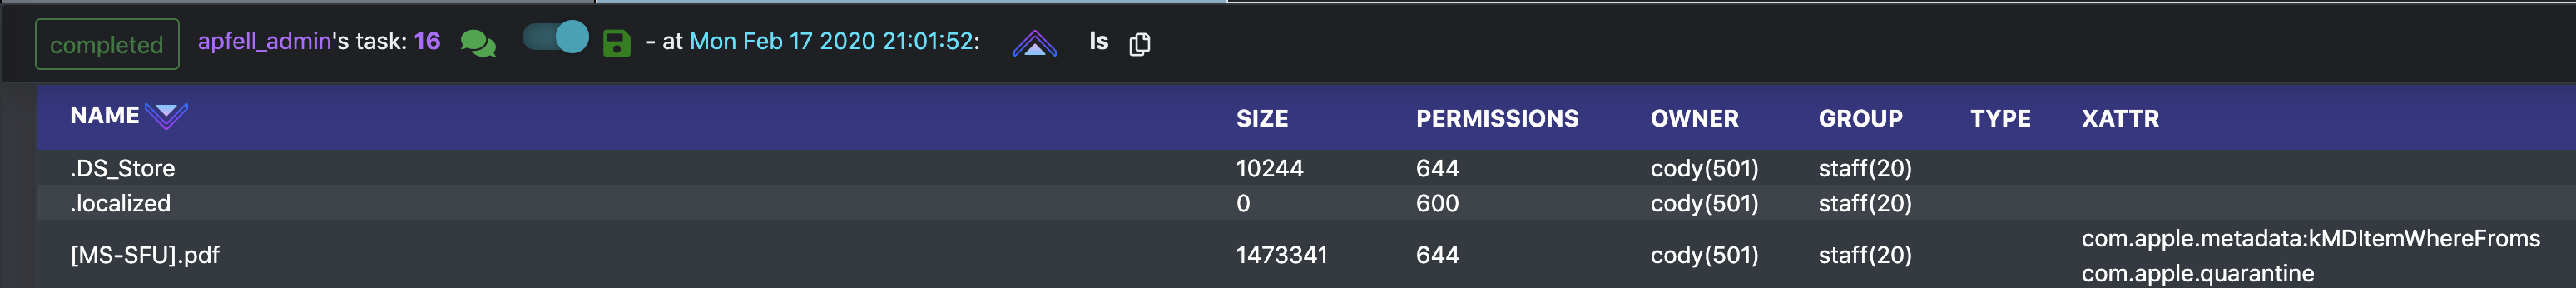 completed apfell_admin's task: 16 - at Mon Feb 17 2020 21:01:52: ls
NAME SIZE PERMISSIONS OWNER GROUP TYPE XATTR
.DS_Store 10244 644 cody(501) staff(20)
.localized 0 600 cody(501) staff(20)
[MS-SFU].pdf 1473341 644 cody(501) staff(20) com.apple.metadata:kMDItemWhereFroms
com.apple.quarantine